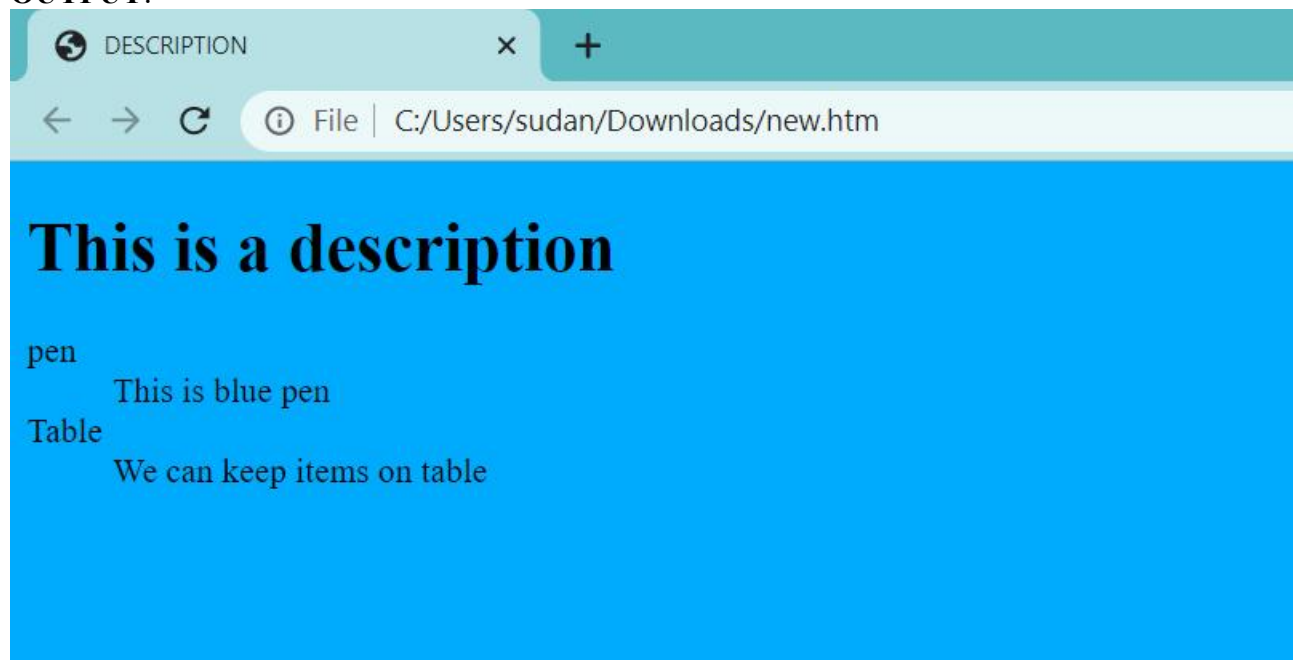 DESCRIPTION
File C:/Users/sudan/Downloads/new.htm
This is a description
pen
This is blue pen
Table
We can keep items on table